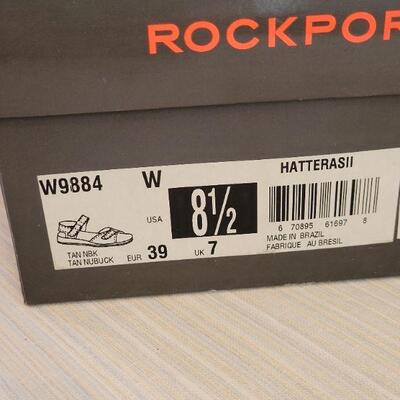 ROCKPOR
W9884
W
USA
8½
HATTERASII
6 70895 61697 8
MADE IN BRAZIL
FABRIQUE AU BRESIL
TAN NBK
TAN NUBUCK
EUR 39
UK 7